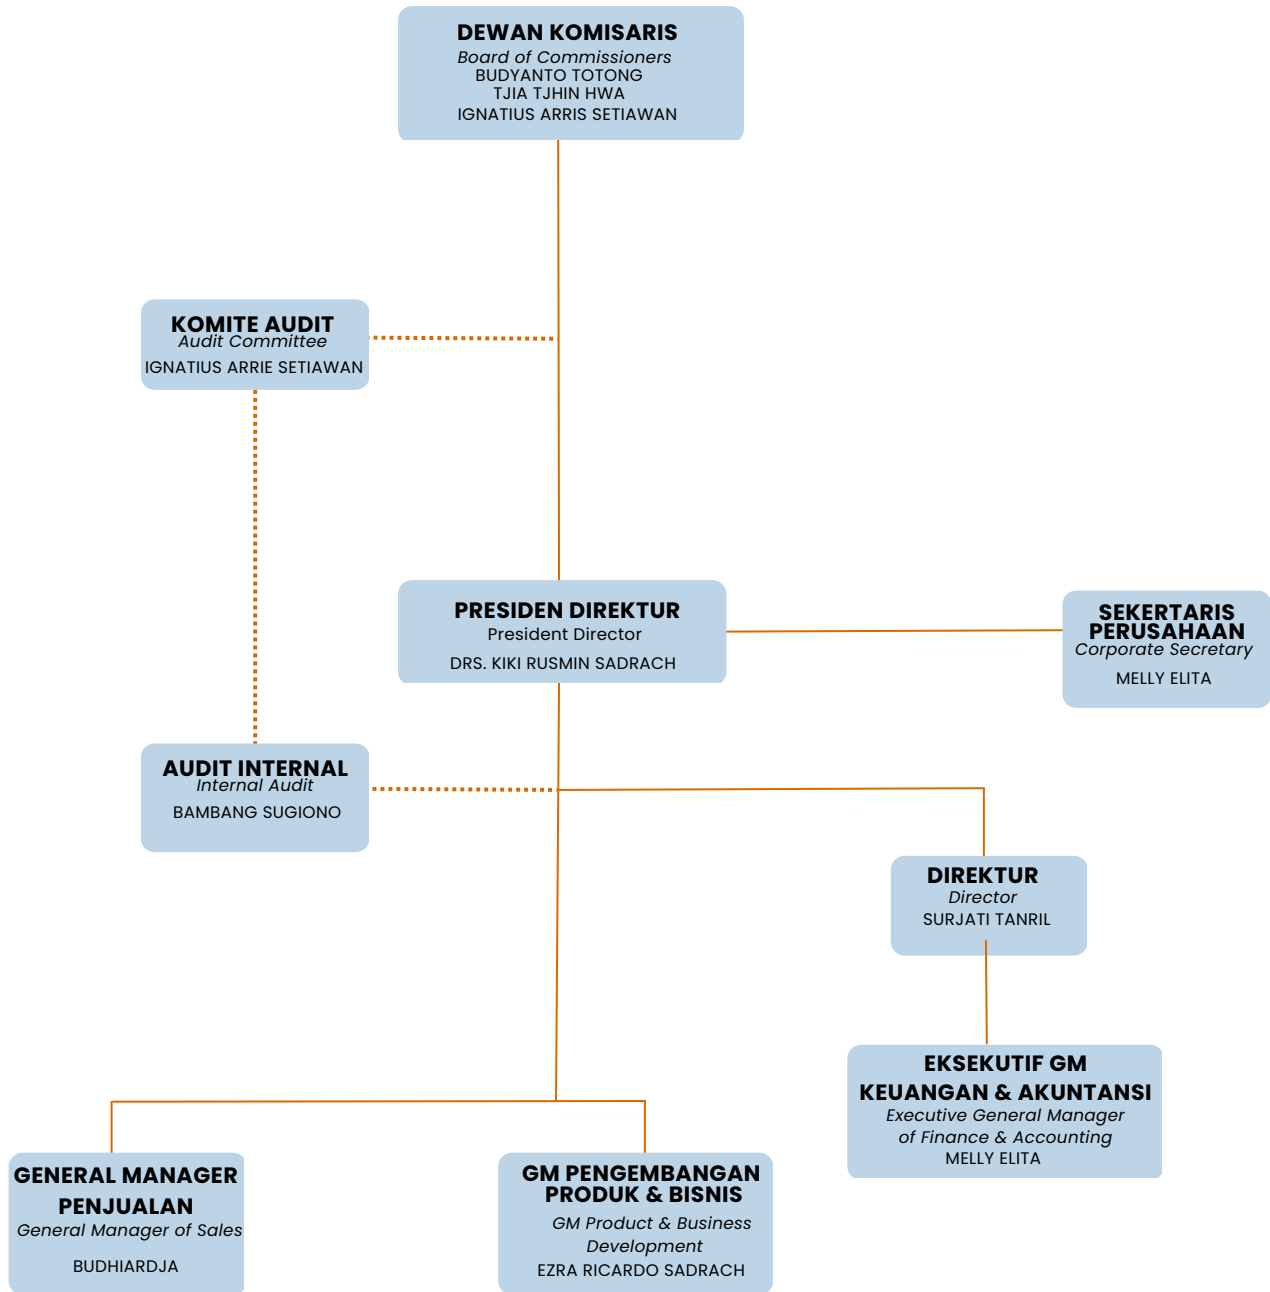 DEWAN KOMISARIS
Board of Commissioners
BUDYANTO TOTONG
TJIA TJHIN HWA
IGNATIUS ARRIS SETIAWAN
KOMITE AUDIT
Audit Committee
IGNATIUS ARRIE SETIAWAN
PRESIDEN DIREKTUR
President Director
DRS. KIKI RUSMIN SADRACH
SEKERTARIS
PERUSAHAAN
Corporate Secretary
MELLY ELITA
AUDIT INTERNAL
Internal Audit
BAMBANG SUGIONO
DIREKTUR
Director
SURJATI TANRIL
EKSEKUTIF GM
KEUANGAN & AKUNTANSI
Executive General Manager
of Finance & Accounting
MELLY ELITA
GENERAL MANAGER
PENJUALAN
General Manager of Sales
BUDHIARDJA
GM PENGEMBANGAN
PRODUK & BISNIS
GM Product & Business
Development
EZRA RICARDO SADRACH